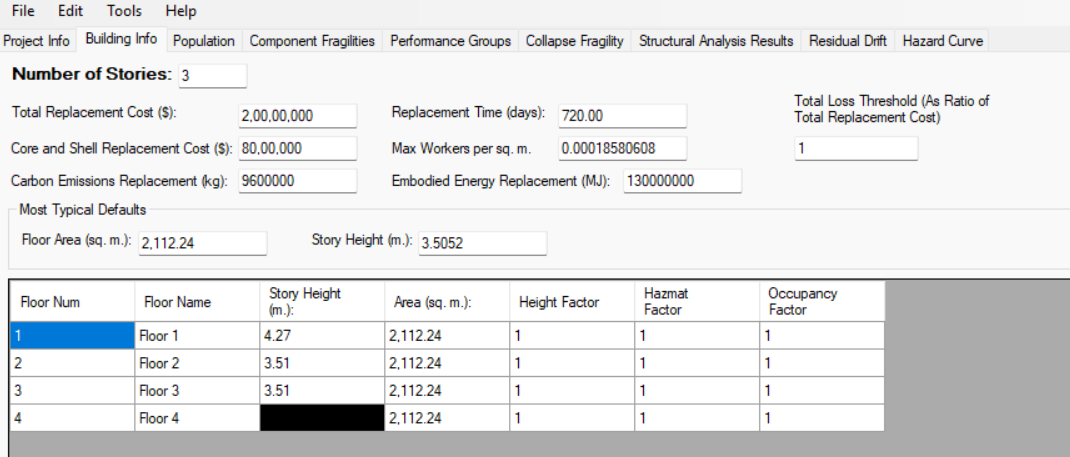 File Edit Tools Help
Project Info Building Info Population Component Fragilities Performance Groups Collapse Fragility Structural Analysis Results Residual Drift Hazard Curve
Number of Stories: 3
Total Replacement Cost ($): 2,00,00,000 Replacement Time (days): 720.00 Total Loss Threshold (As Ratio of
Total Replacement Cost)
Core and Shell Replacement Cost ($): 80,00,000 Max Workers per sq. m. 0.00018580608 1
Carbon Emissions Replacement (kg): 9600000 Embodied Energy Replacement (MJ): 130000000
Most Typical Defaults
Floor Area (sq. m.): 2,112.24 Story Height (m.): 3.5052
Floor Num Floor Name Story Height
(m.): Area (sq. m.): Height Factor Hazmat
Factor Occupancy
Factor
1 Floor 1 4.27 2,112.24 1 1 1
2 Floor 2 3.51 2,112.24 1 1 1
3 Floor 3 3.51 2,112.24 1 1 1
4 Floor 4 2,112.24 1 1 1